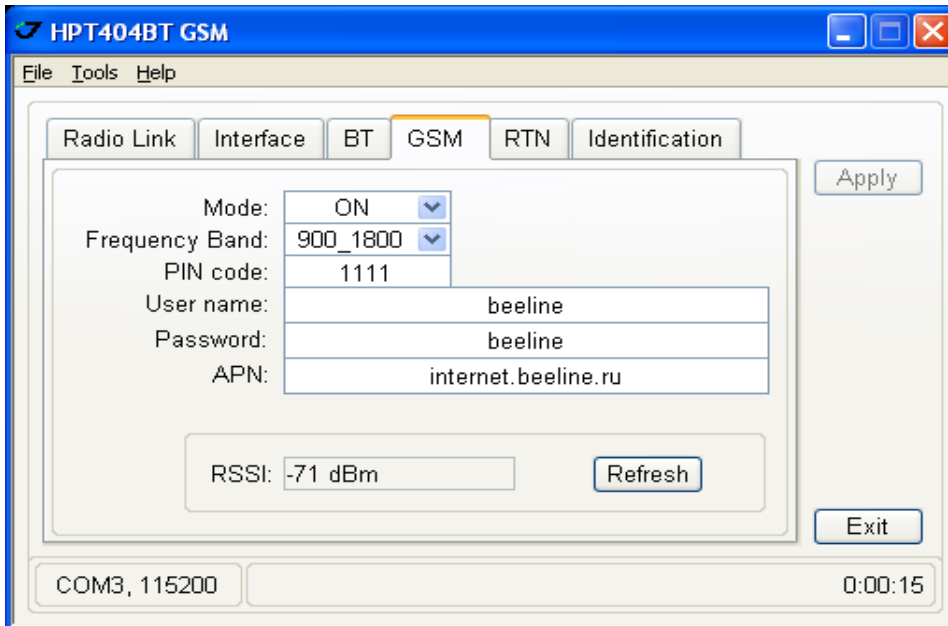 HPT404BT GSM
File Tools Help
Radio Link Interface BT GSM RTN Identification
Apply
Mode: ON
Frequency Band: 900_1800
PIN code: 1111
User name: beeline
Password: beeline
APN: internet.beeline.ru
RSSI: -71 dBm Refresh
Exit
COM3, 115200 0:00:15